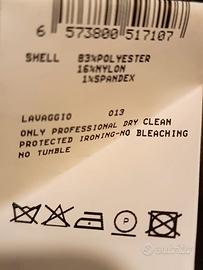 6 573800 517107
SHELL 83%POLYESTER
16%NYLON
1%SPANDEX
LAVAGGIO 013
ONLY PROFESSIONAL DRY CLEAN
PROTECTED IRONING-NO BLEACHING
NO TUMBLE
P
subito